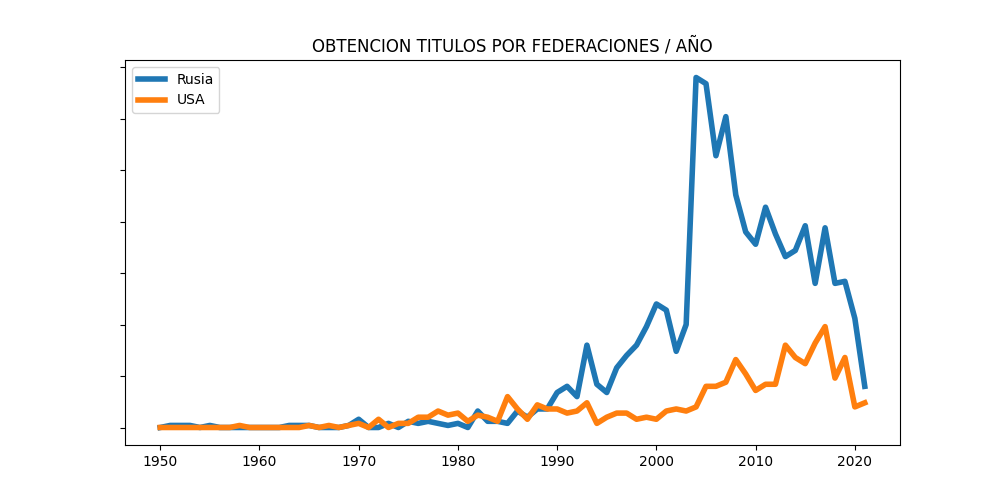 OBTENCION TITULOS POR FEDERACIONES / AÑO
Rusia
USA
1950 1960 1970 1980 1990 2000 2010 2020